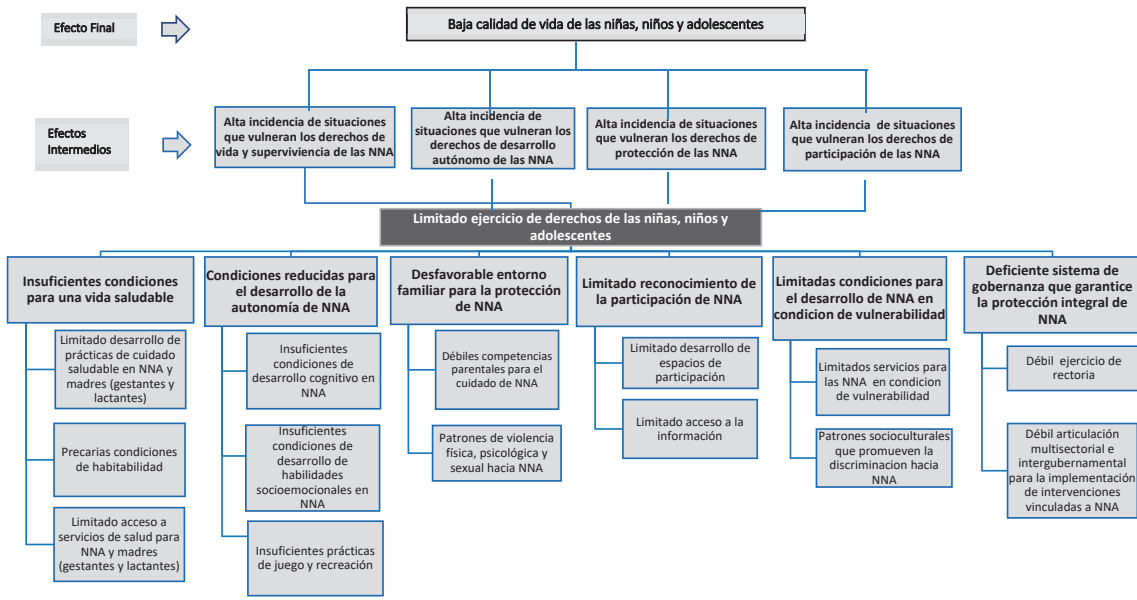 Efecto Final
Baja calidad de vida de las niñas, niños y adolescentes
Efectos
Intermedios
Alta incidencia de situaciones
que vulneran los derechos de
vida y superviviencia de las NNA
Alta incidencia de
situaciones que vulneran los
derechos de desarrollo
autónomo de las NNA
Alta incidencia de situaciones
que vulneran los derechos de
protección de las NNA
Alta incidencia de situaciones
que vulneran los derechos de
participación de las NNA
Limitado ejercicio de derechos de las niñas, niños y
adolescentes
Insuficientes condiciones
para una vida saludable
Limitado desarrollo de
prácticas de cuidado
saludable en NNA y
madres (gestantes y
lactantes)
Precarias condiciones
de habitabilidad
Limitado acceso a
servicios de salud para
NNA y madres
(gestantes y lactantes)
Condiciones reducidas para
el desarrollo de la
autonomía de NNA
Insuficientes
condiciones de
desarrollo cognitivo en
NNA
Insuficientes
condiciones de
desarrollo de
habilidades
socioemocionales en
NNA
Insuficientes prácticas
de juego y recreación
Desfavorable entorno
familiar para la protección
de NNA
Débiles competencias
parentales para el
cuidado de NNA
Patrones de violencia
física, psicológica y
sexual hacia NNA
Limitado reconocimiento
de la participación de NNA
Limitado desarrollo de
espacios de
participación
Limitado acceso a la
información
Limitadas condiciones para
el desarrollo de NNA en
condicion de vulnerabilidad
Limitados servicios para
las NNA en condicion
de vulnerabilidad
Patrones socioculturales
que promueven la
discriminacion hacia
NNA
Deficiente sistema de
gobernanza que garantice
la protección integral de
NNA
Débil ejercicio de
rectoria
Débil articulación
multisectorial e
intergubernamental
para la implementación
de intervenciones
vinculadas a NNA